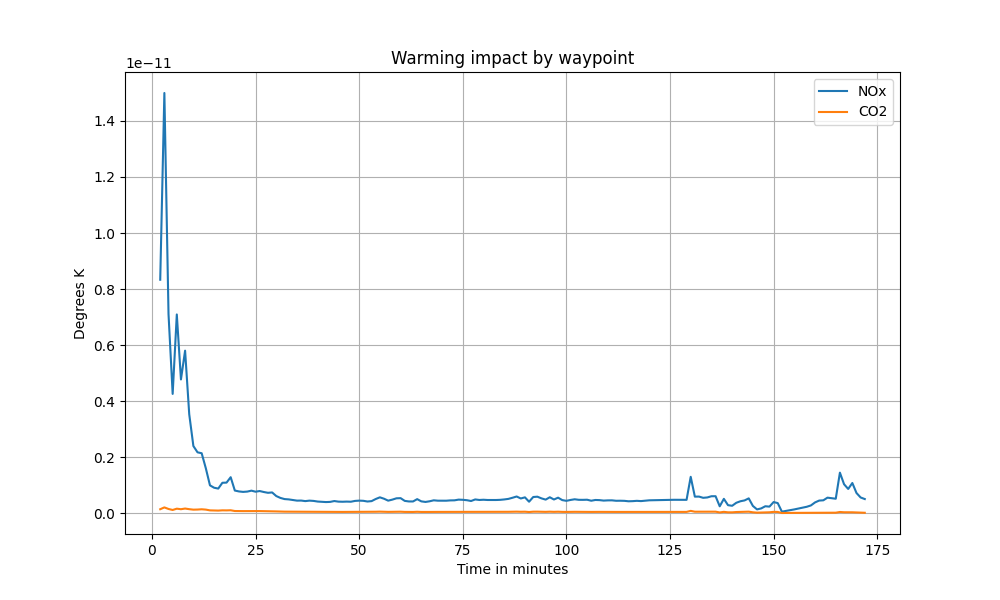 Warming impact by waypoint
1e−11
NOx
CO2
1.4
1.2
1.0
0.8
0.6
0.4
0.2
0.0
Degrees K
0 25 50 75 100 125 150 175
Time in minutes